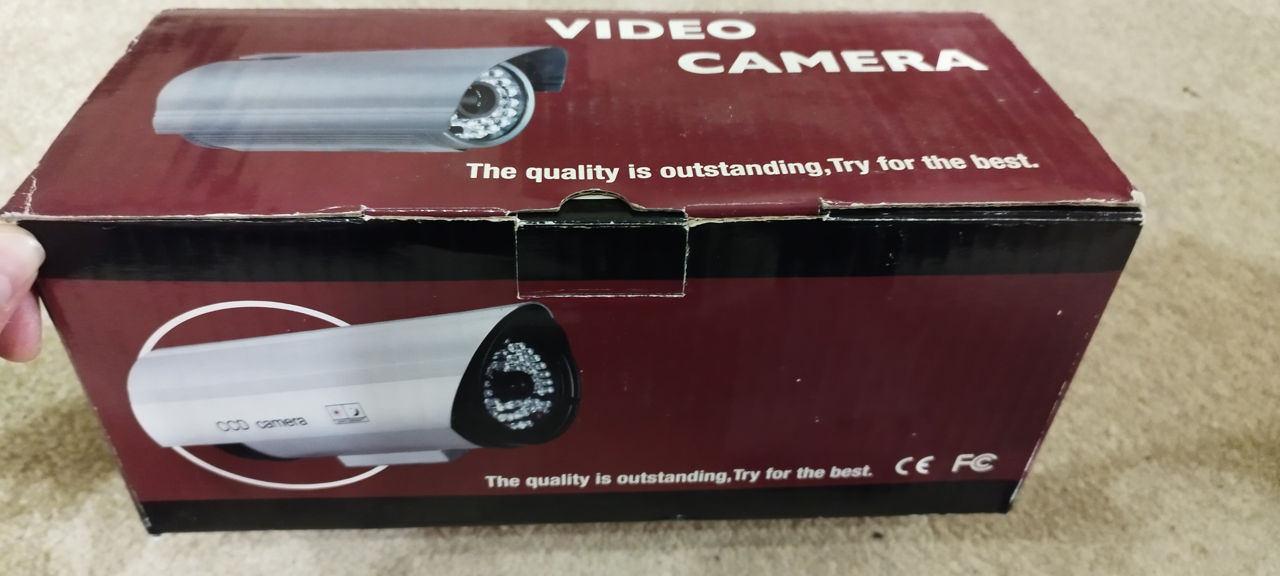 VIDEO
CAMERA
The quality is outstanding,Try for the best.
CCD camera
The quality is outstanding,Try for the best.
CE FC